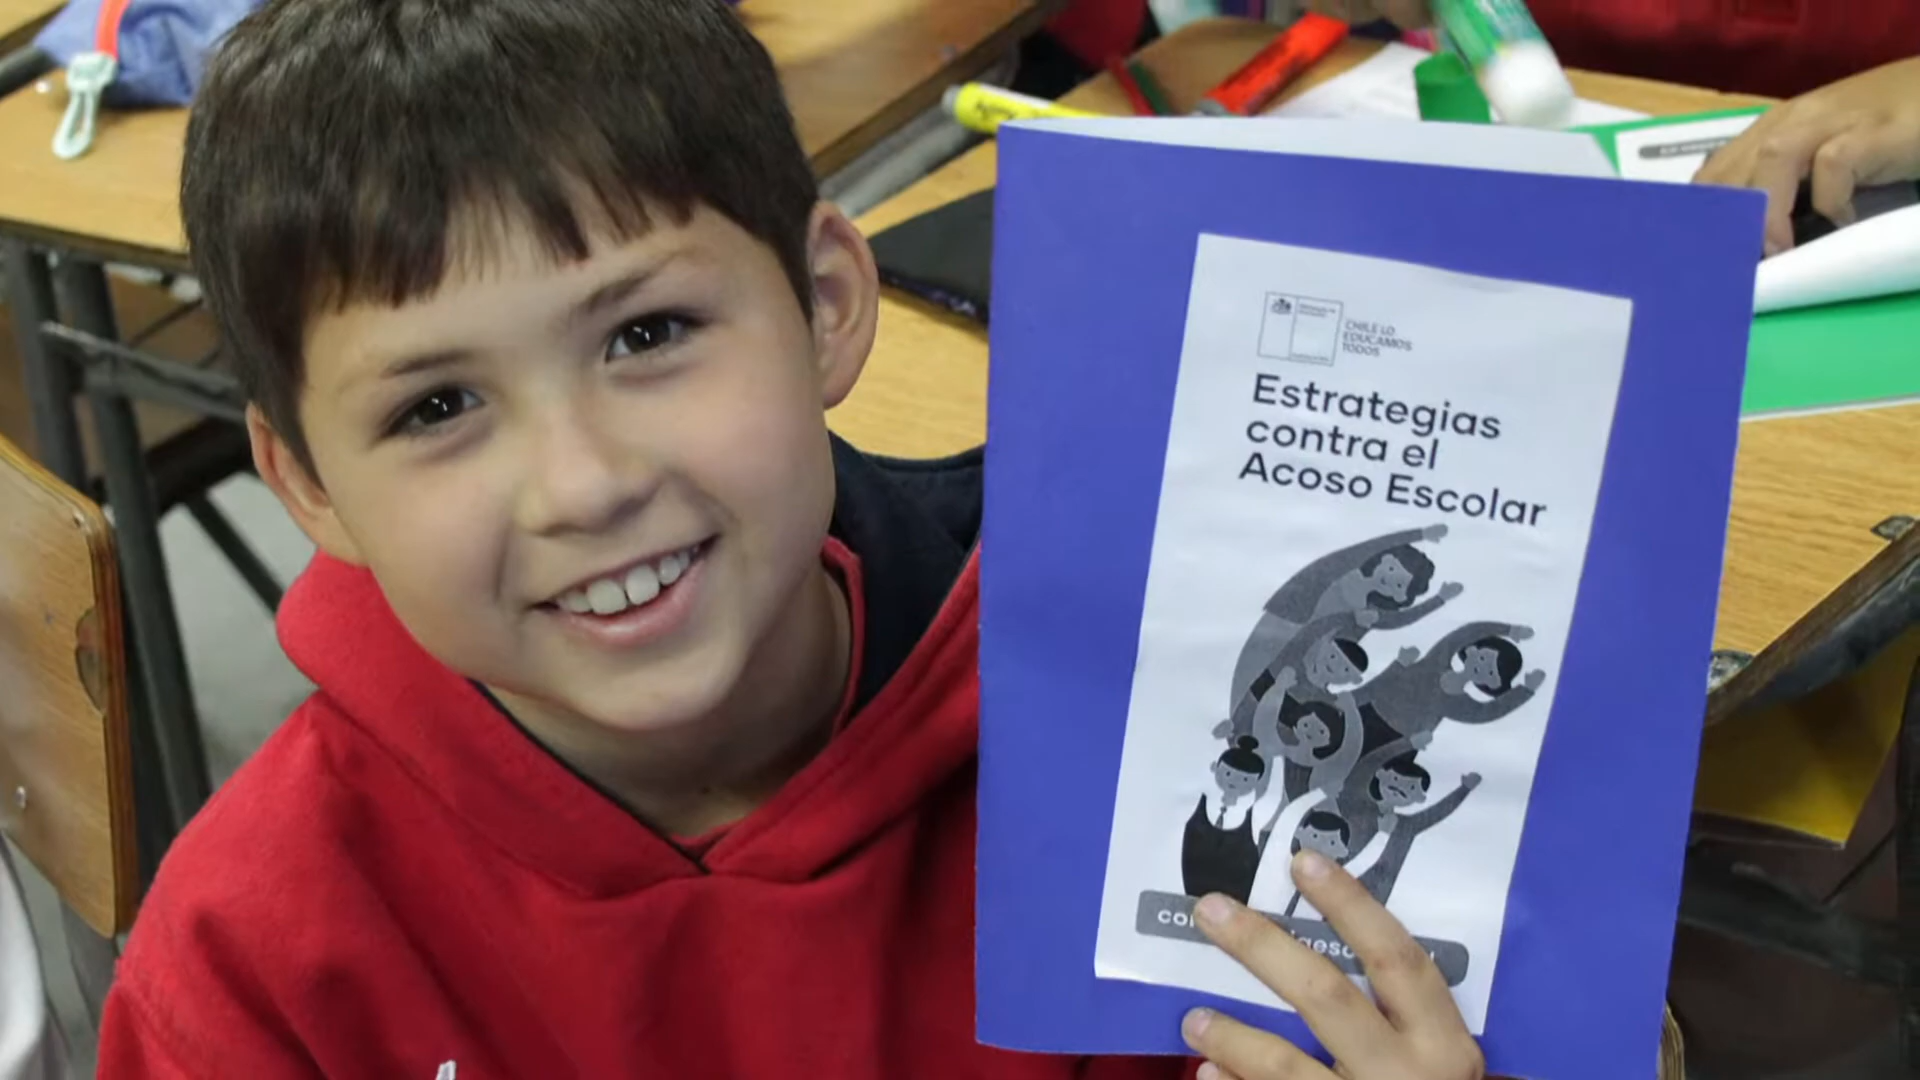 CHILE LO
EDUCAMOS
TODOS
Estrategias
contra el
Acoso Escolar